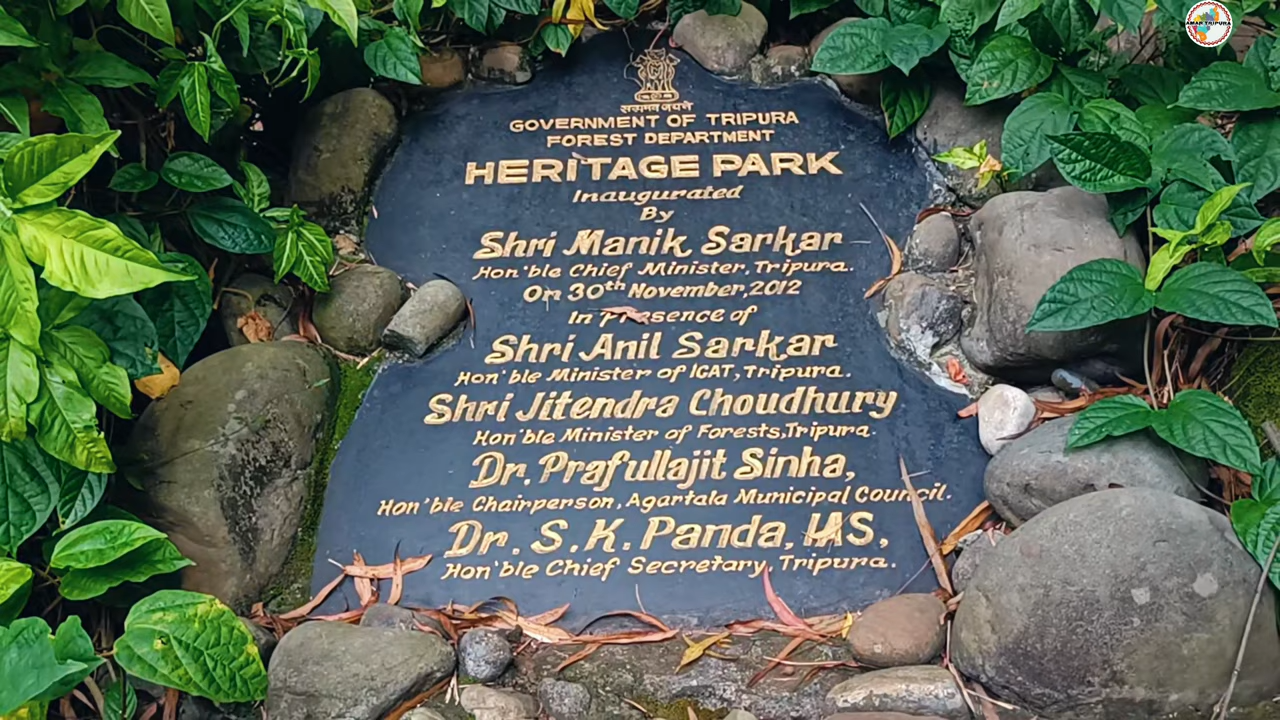 AMAR TRIPURA
सत्यमेव जयते
GOVERNMENT OF TRIPURA
FOREST DEPARTMENT
HERITAGE PARK
Inaugurated
By
Shri Manik Sarkar
Hon'ble Chief Minister, Tripura.
On 30th November, 2012
In Presence of
Shri Anil Sarkar
Hon'ble Minister of IGAT, Tripura.
Shri Jitendra Choudhury
Hon'ble Minister of Forests, Tripura.
Dr. Prafullajit Sinha,
Hon'ble Chairperson, Agartala Municipal Council.
Dr. S. K. Panda, IAS,
Hon'ble Chief Secretary, Tripura.